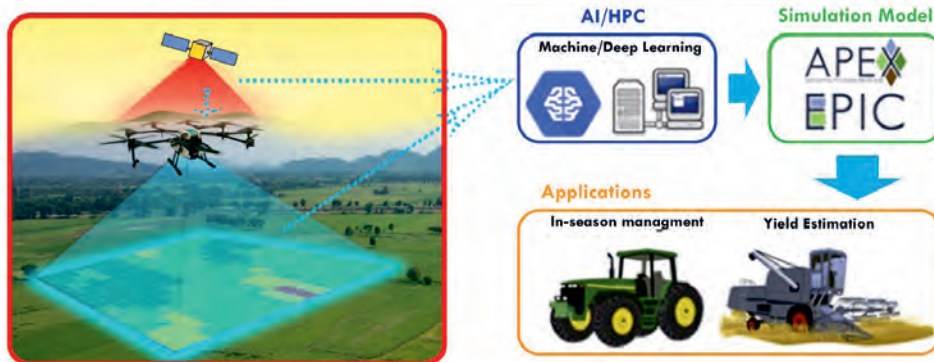 AI/HPC
Machine/Deep Learning
Simulation Model
APEX
EPIC
Applications
In-season managment
Yield Estimation